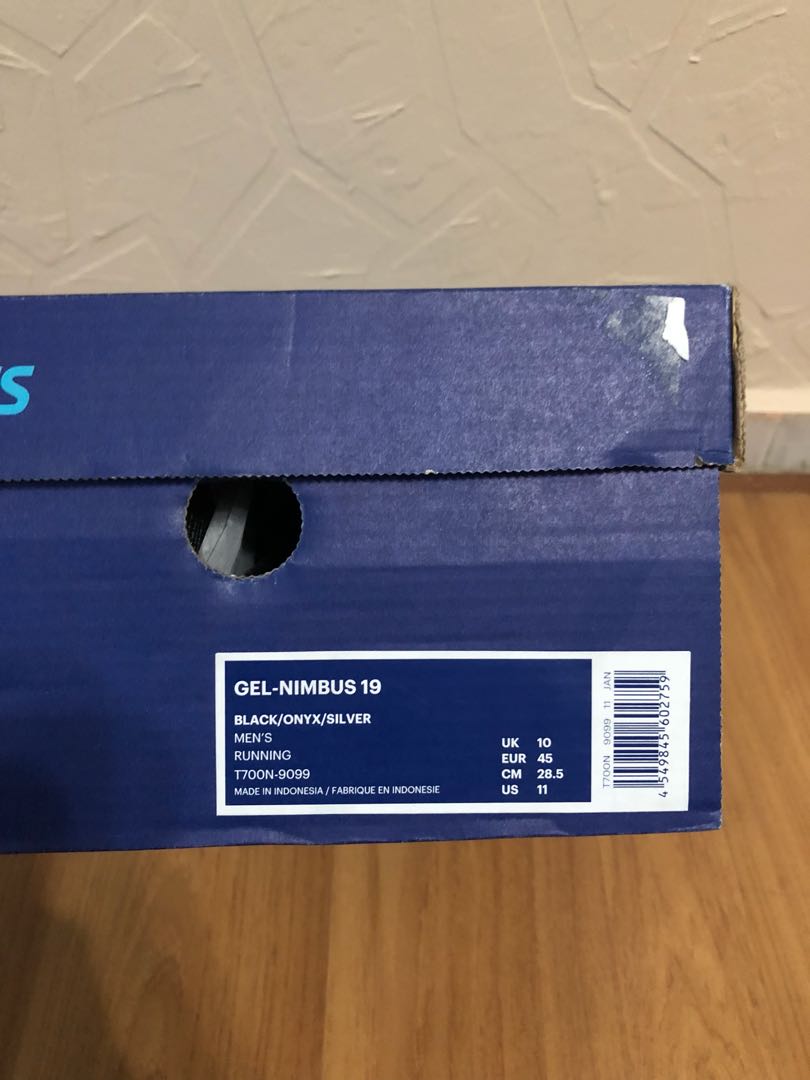 S
GEL-NIMBUS 19
BLACK/ONYX/SILVER
MEN'S
RUNNING
T700N-9099
MADE IN INDONESIA / FABRIQUE EN INDONESIE
UK 10
EUR 45
CM 28.5
US 11
T700N 9099 11 JAN
4 549845 602759